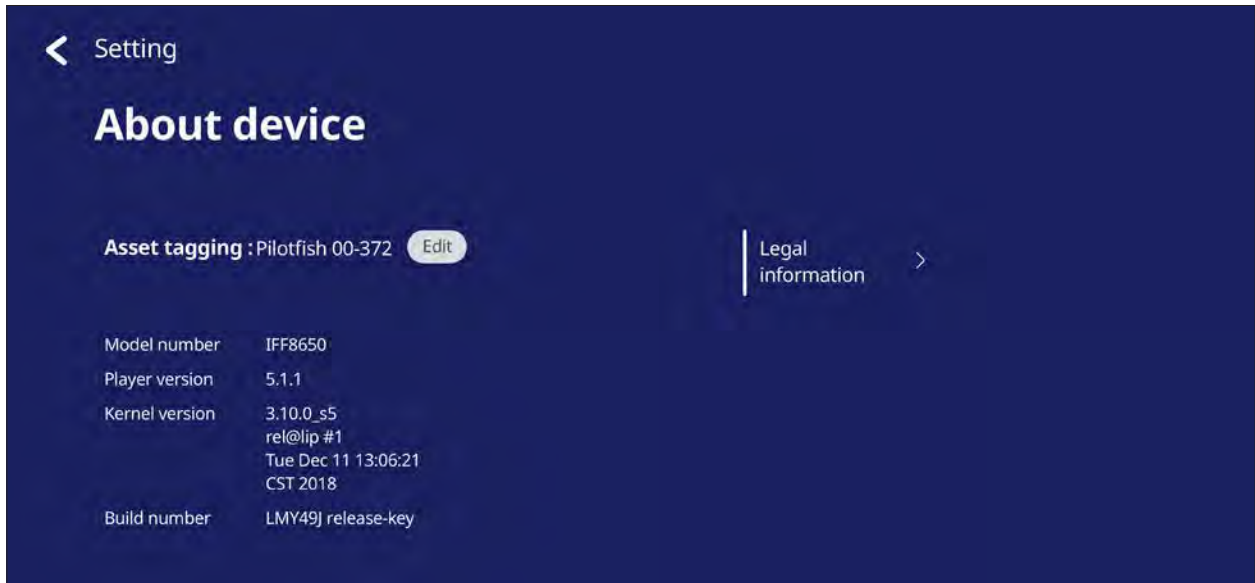 Setting
About device
Asset tagging : Pilotfish 00-372 Edit
Legal
information
Model number IFF8650
Player version 5.1.1
Kernel version 3.10.0_s5
rel@lip #1
Tue Dec 11 13:06:21
CST 2018
Build number LMY49J release-key